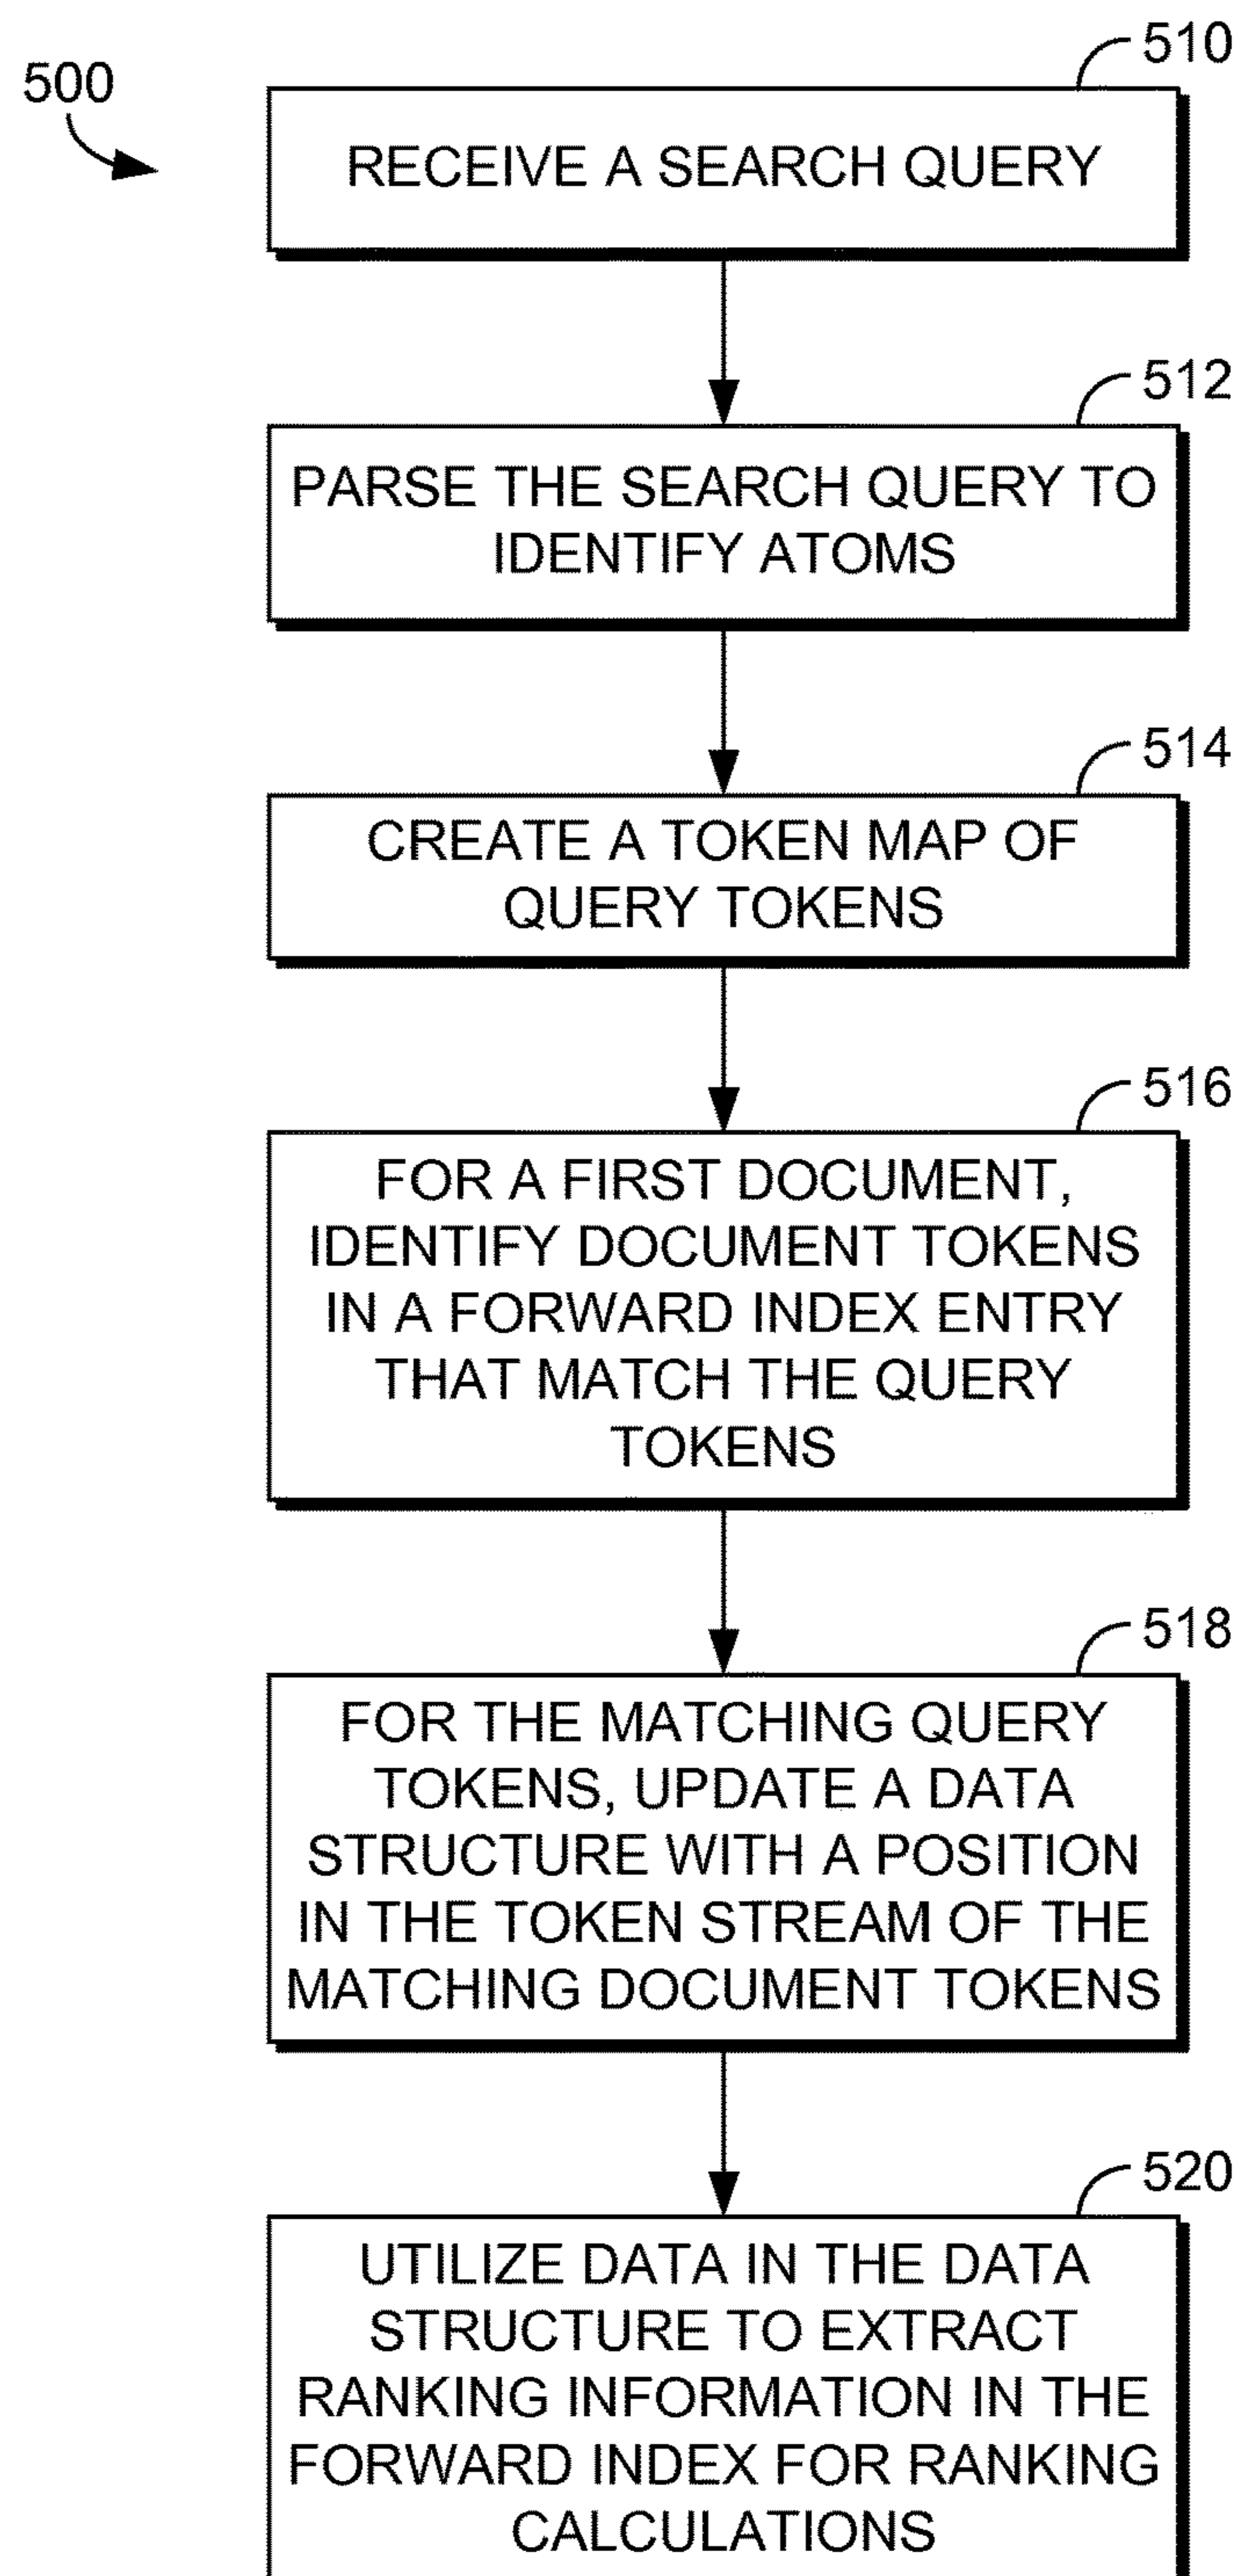 500
510
RECEIVE A SEARCH QUERY
512
PARSE THE SEARCH QUERY TO
IDENTIFY ATOMS
514
CREATE A TOKEN MAP OF
QUERY TOKENS
516
FOR A FIRST DOCUMENT,
IDENTIFY DOCUMENT TOKENS
IN A FORWARD INDEX ENTRY
THAT MATCH THE QUERY
TOKENS
518
FOR THE MATCHING QUERY
TOKENS, UPDATE A DATA
STRUCTURE WITH A POSITION
IN THE TOKEN STREAM OF THE
MATCHING DOCUMENT TOKENS
520
UTILIZE DATA IN THE DATA
STRUCTURE TO EXTRACT
RANKING INFORMATION IN THE
FORWARD INDEX FOR RANKING
CALCULATIONS